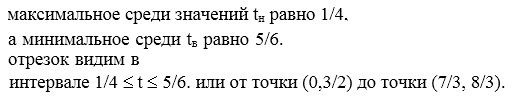 максимальное среди значений tн равно 1/4,
а минимальное среди tв равно 5/6.
отрезок видим в
интервале 1/4 ≤ t ≤ 5/6. или от точки (0,3/2) до точки (7/3, 8/3).